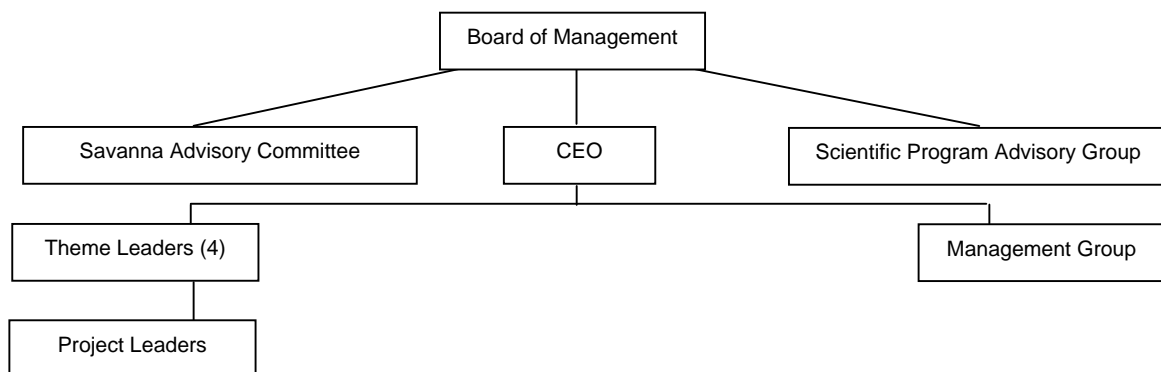 Board of Management
Savanna Advisory Committee
CEO
Scientific Program Advisory Group
Theme Leaders (4)
Management Group
Project Leaders